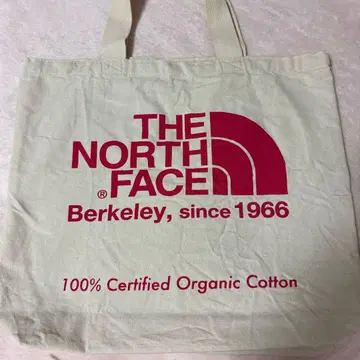 THE
NORTH
® FACE
Berkeley, since 1966
100% Certified Organic Cotton